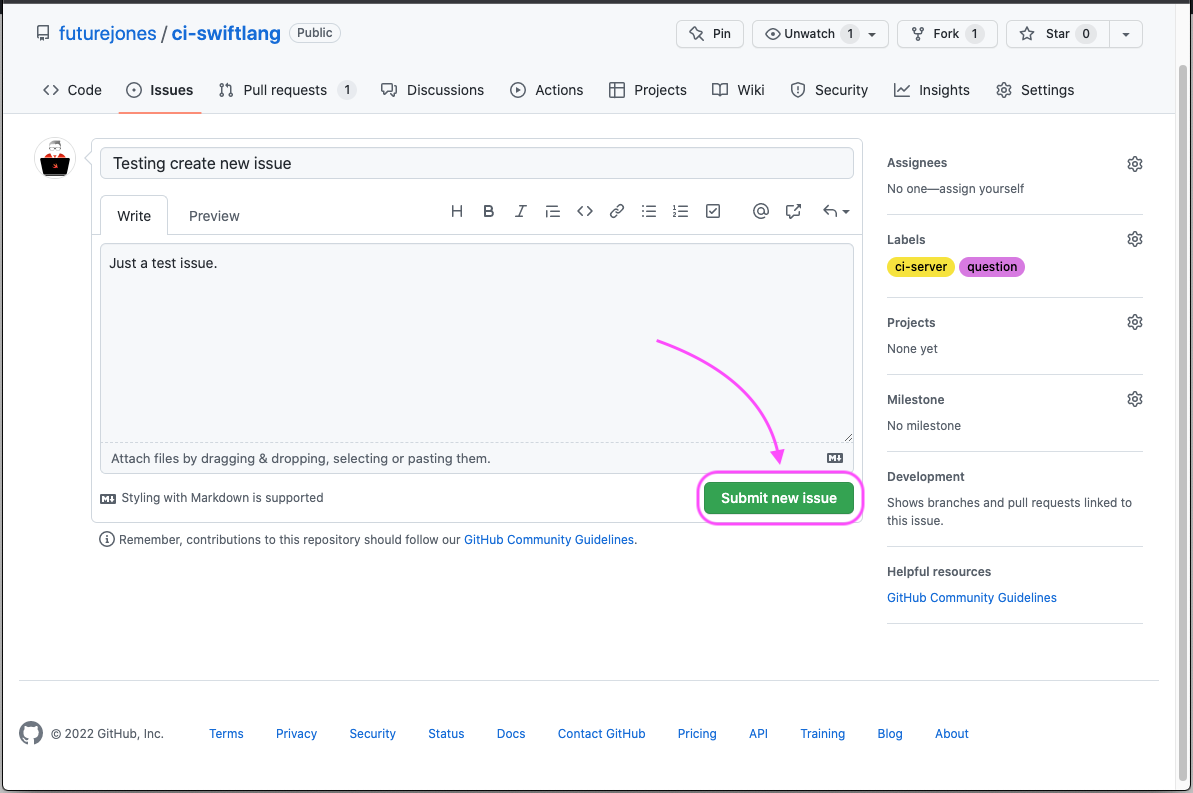 futurejones / ci-swiftlang Public
Pin Unwatch 1 Fork 1 Star 0
Code Issues Pull requests 1 Discussions Actions Projects Wiki Security Insights Settings
Testing create new issue
Write Preview
Just a test issue.
Attach files by dragging & dropping, selecting or pasting them.
Styling with Markdown is supported
Submit new issue
Remember, contributions to this repository should follow our GitHub Community Guidelines.
Assignees
No one—assign yourself
Labels
ci-server question
Projects
None yet
Milestone
No milestone
Development
Shows branches and pull requests linked to
this issue.
Helpful resources
GitHub Community Guidelines
© 2022 GitHub, Inc. Terms Privacy Security Status Docs Contact GitHub Pricing API Training Blog About